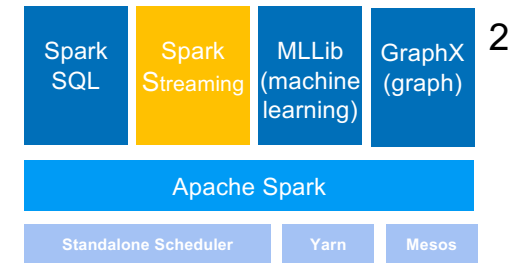 Spark
SQL
Spark
Streaming
MLLib
(machine
learning)
GraphX
(graph)
2
Apache Spark
Standalone Scheduler
Yarn
Mesos